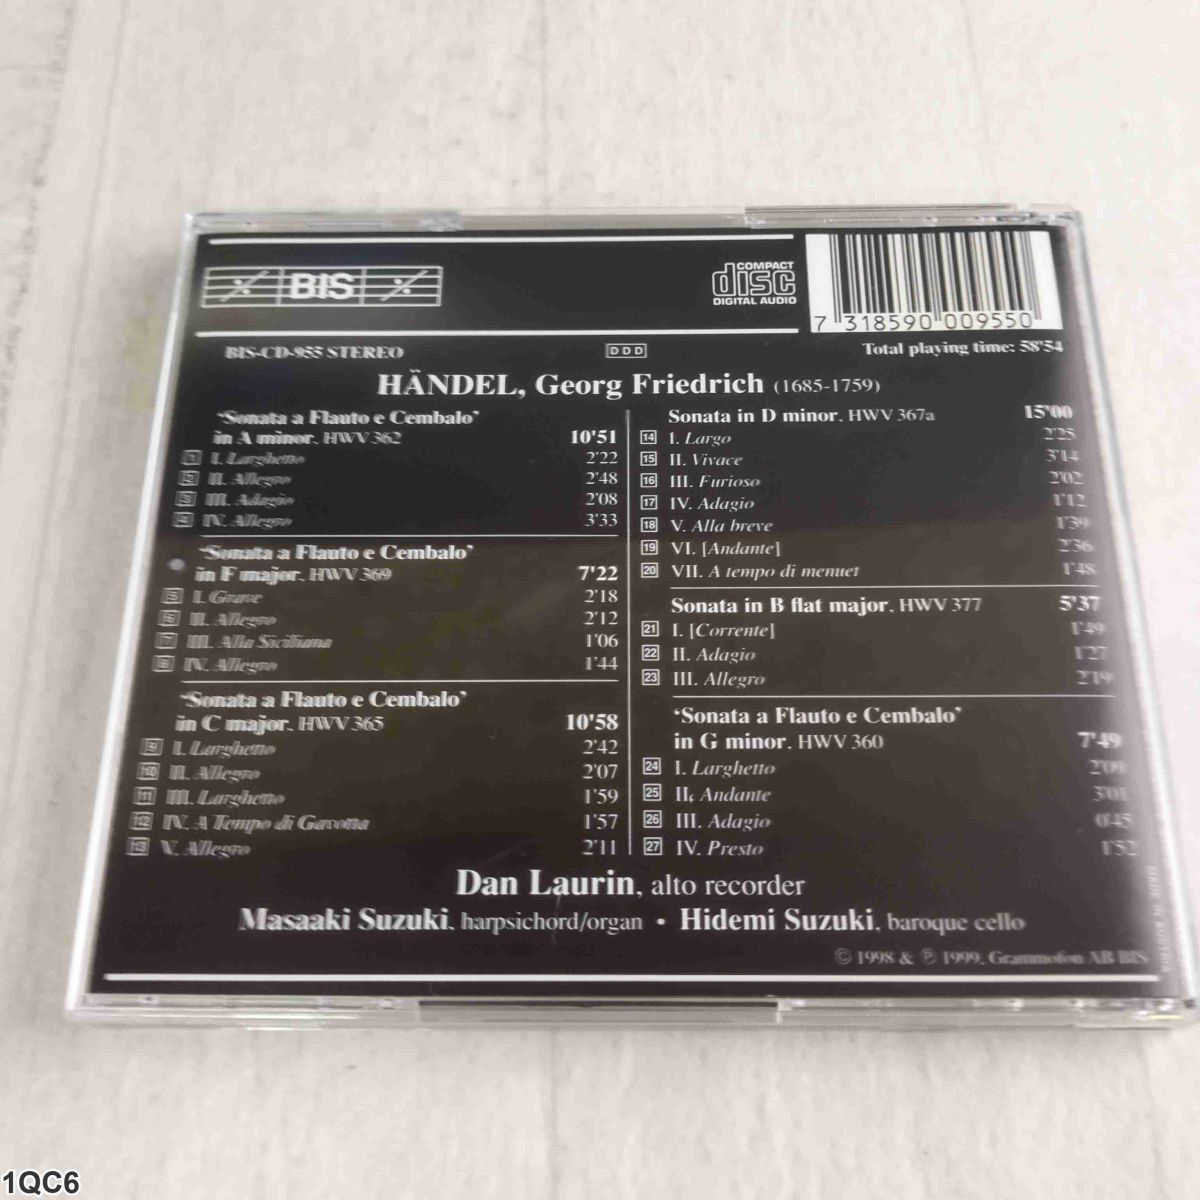 BIS
COMPACT
disc
DIGITAL AUDIO
7 318590 009550
BIS-CD-955 STEREO
DDD
Total playing time: 58'54
HÄNDEL, Georg Friedrich (1685-1759)
'Sonata a Flauto e Cembalo'
in A minor, HWV 362 10'51
1 I. Larghetto 2'22
2 II. Allegro 2'48
3 III. Adagio 2'08
4 IV. Allegro 3'33
'Sonata a Flauto e Cembalo'
in F major, HWV 369 7'22
5 I. Grave 2'18
6 II. Allegro 2'12
7 III. Alla Siciliana 1'06
8 IV. Allegro 1'44
'Sonata a Flauto e Cembalo'
in C major, HWV 365 10'58
9 I. Larghetto 2'42
10 II. Allegro 2'07
11 III. Larghetto 1'59
12 IV. A Tempo di Gavotta 1'57
13 V. Allegro 2'11
Sonata in D minor, HWV 367a 15'00
14 I. Largo 2'25
15 II. Vivace 3'14
16 III. Furioso 2'02
17 IV. Adagio 1'12
18 V. Alla breve 1'39
19 VI. [Andante] 2'36
20 VII. A tempo di menuet 1'48
Sonata in B flat major, HWV 377 5'37
21 I. [Corrente] 1'49
22 II. Adagio 1'27
23 III. Allegro 2'19
'Sonata a Flauto e Cembalo'
in G minor, HWV 360 7'49
24 I. Larghetto 2'09
25 II. Andante 3'01
26 III. Adagio 0'45
27 IV. Presto 1'52
Dan Laurin, alto recorder
Masaaki Suzuki, harpsichord/organ • Hidemi Suzuki, baroque cello
© 1998 & ℗ 1999, Grammofon AB BIS
MADE IN AUSTRIA
1QC6